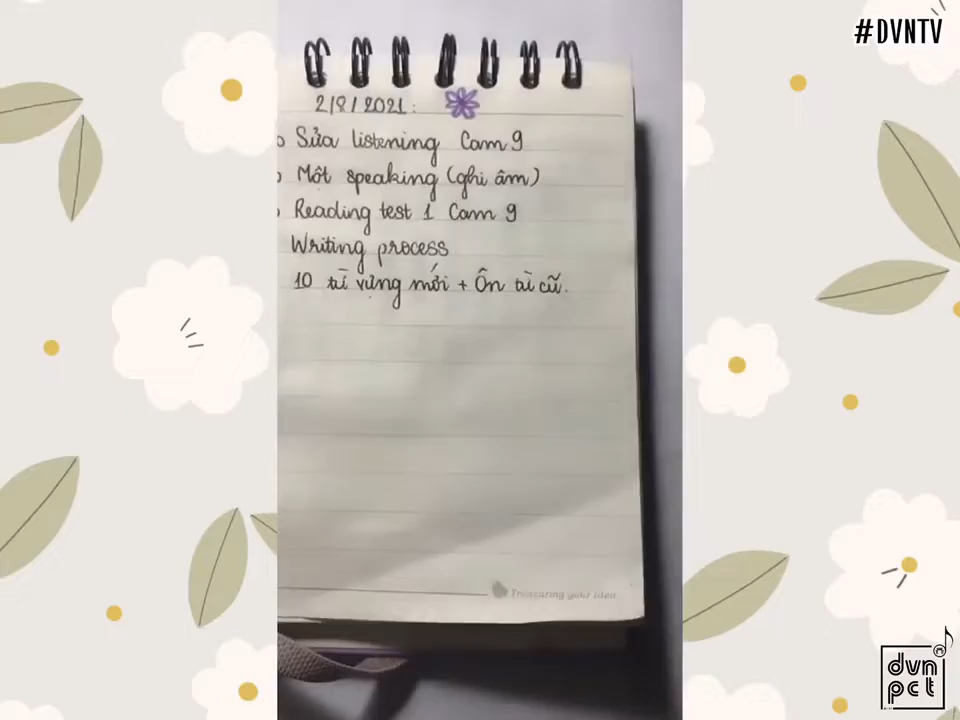 #DVNTV
2/8/2021:
Sửa listening Cam 9
Một speaking (ghi âm)
Reading test 1 Cam 9
Writing process
10 từ vựng mới + Ôn từ cũ.
Treasuring your idea
dvn
pct